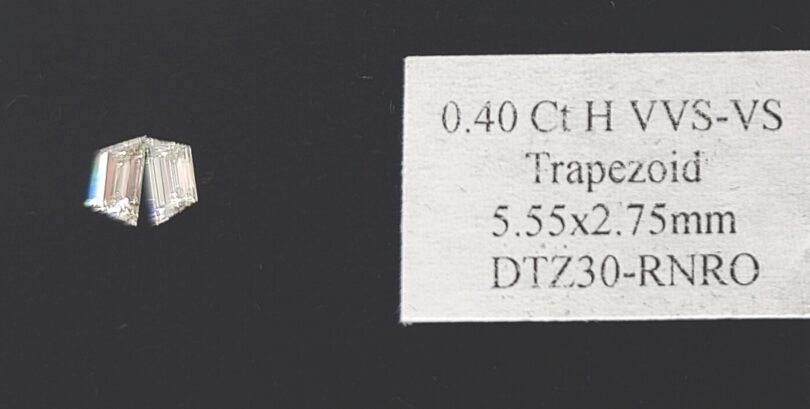 0.40 Ct H VVS-VS
Trapezoid
5.55x2.75mm
DTZ30-RNRO